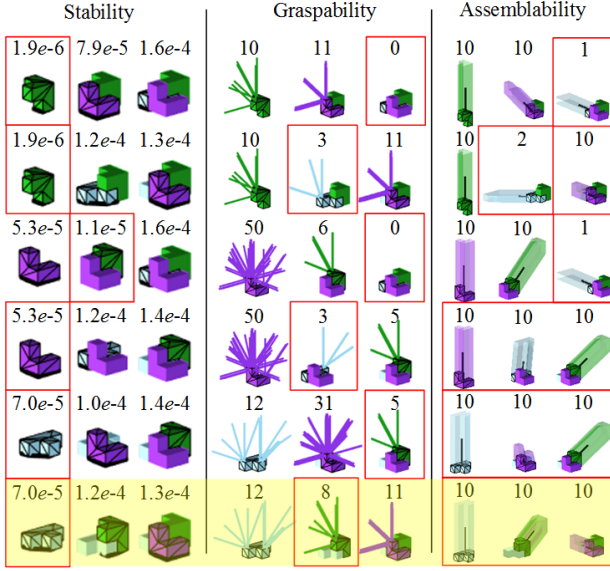 Stability Graspability Assemblability
1.9e-6 7.9e-5 1.6e-4 10 11 0 10 10 1
1.9e-6 1.2e-4 1.3e-4 10 3 11 10 2 10
5.3e-5 1.1e-5 1.6e-4 50 6 0 10 10 1
5.3e-5 1.2e-4 1.4e-4 50 3 5 10 10 10
7.0e-5 1.0e-4 1.4e-4 12 31 5 10 10 10
7.0e-5 1.2e-4 1.3e-4 12 8 11 10 10 10